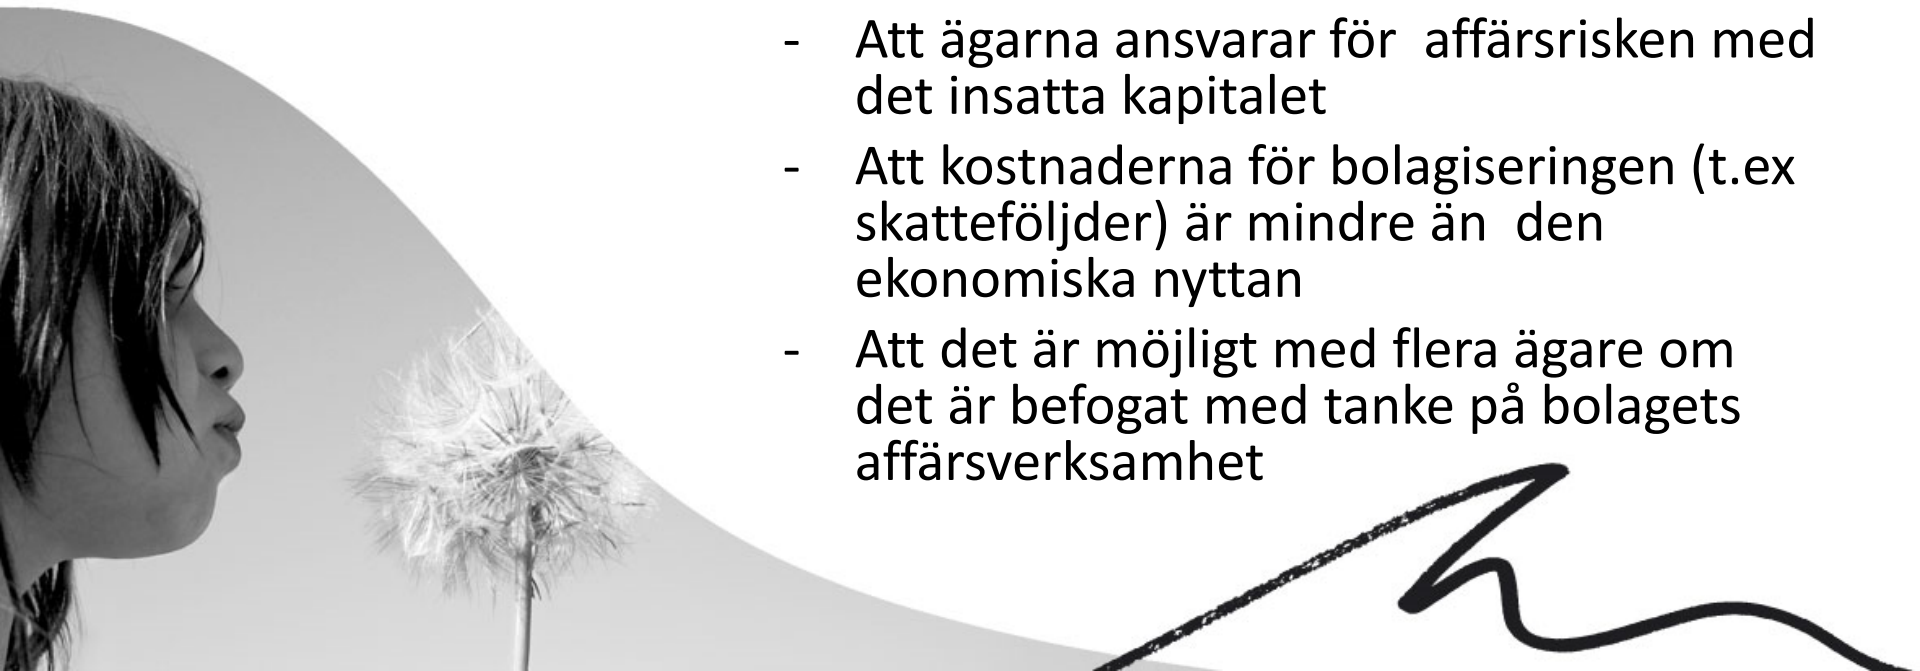 - Att ägarna ansvarar för  affärsrisken med
det insatta kapitalet
- Att kostnaderna för bolagiseringen (t.ex
skatteföljder) är mindre än  den
ekonomiska nyttan
- Att det är möjligt med flera ägare om
det är befogat med tanke på bolagets
affärsverksamhet